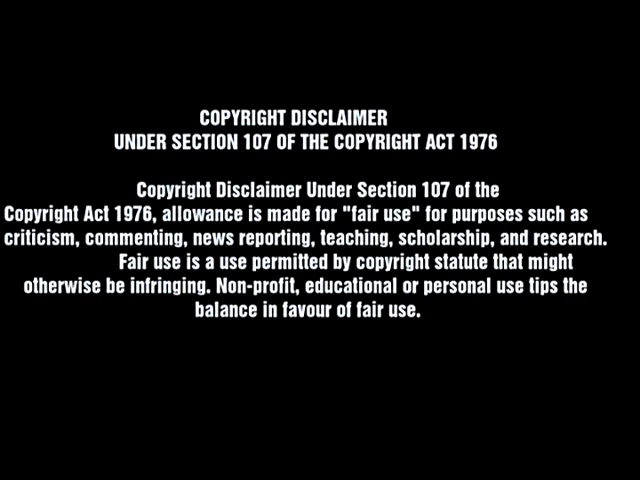 COPYRIGHT DISCLAIMER
UNDER SECTION 107 OF THE COPYRIGHT ACT 1976
Copyright Disclaimer Under Section 107 of the
Copyright Act 1976, allowance is made for "fair use" for purposes such as
criticism, commenting, news reporting, teaching, scholarship, and research.
Fair use is a use permitted by copyright statute that might
otherwise be infringing. Non-profit, educational or personal use tips the
balance in favour of fair use.